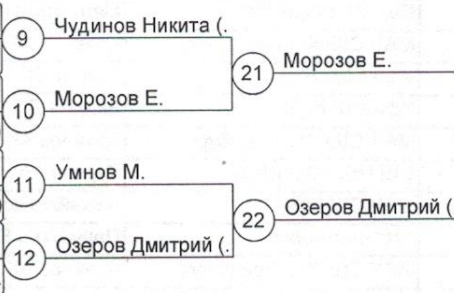 9 Чудинов Никита (.
21 Морозов Е.
10 Морозов Е.
11 Умнов М.
22 Озеров Дмитрий (
12 Озеров Дмитрий (.